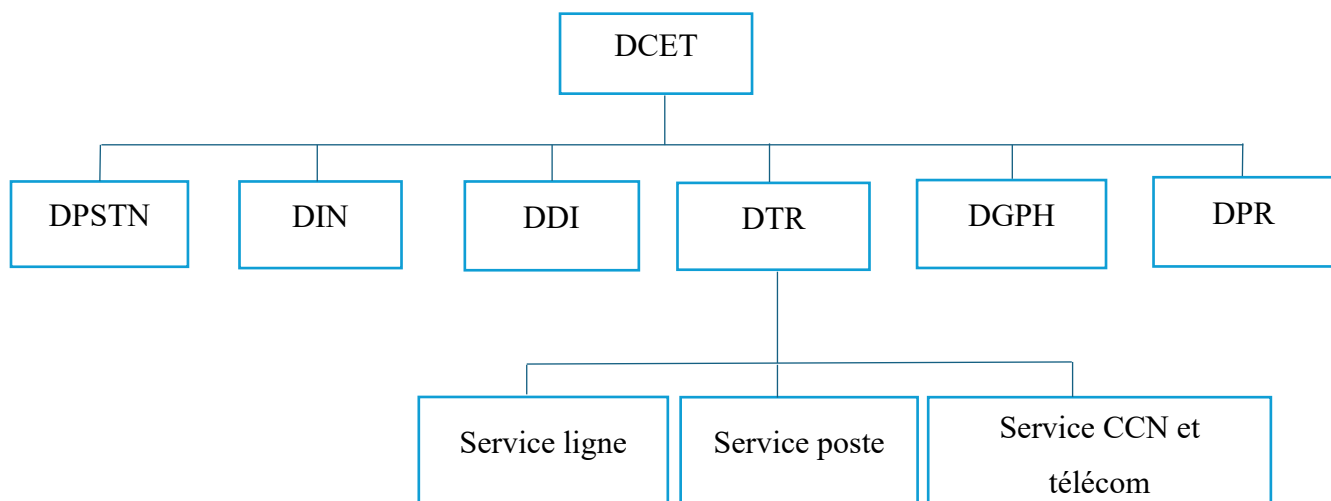 DCET
DPSTN
DIN
DDI
DTR
DGPH
DPR
Service ligne
Service poste
Service CCN et
télécom